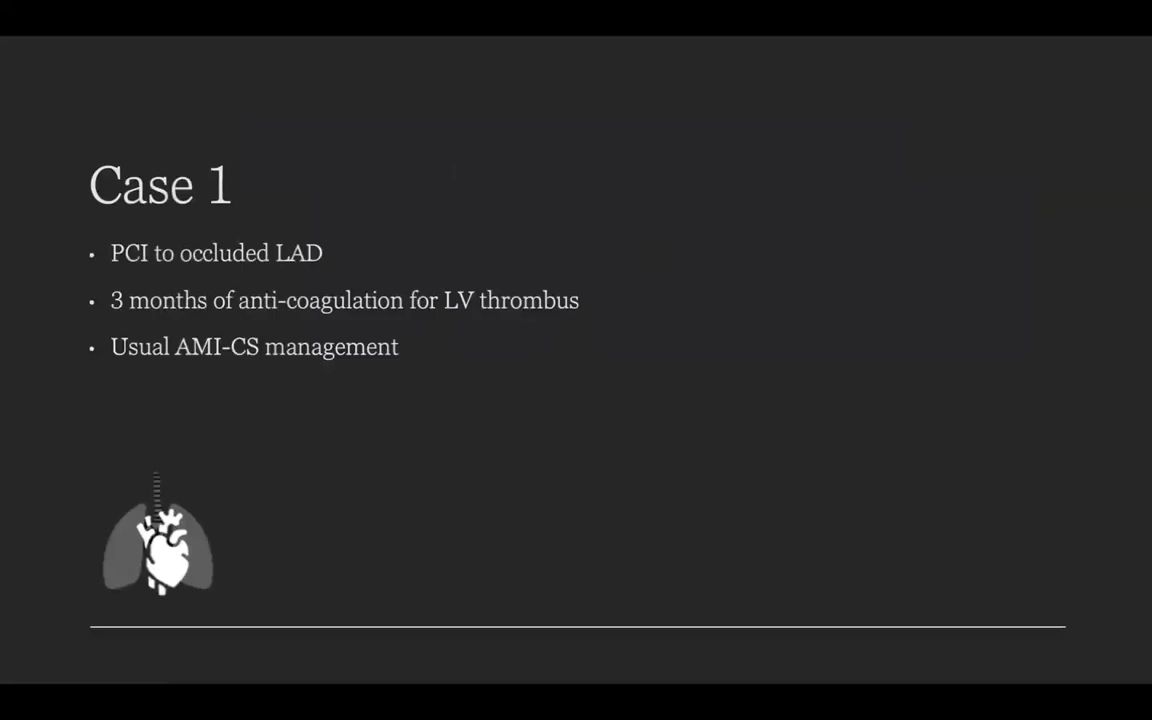 Case 1
• PCI to occluded LAD
• 3 months of anti-coagulation for LV thrombus
• Usual AMI-CS management